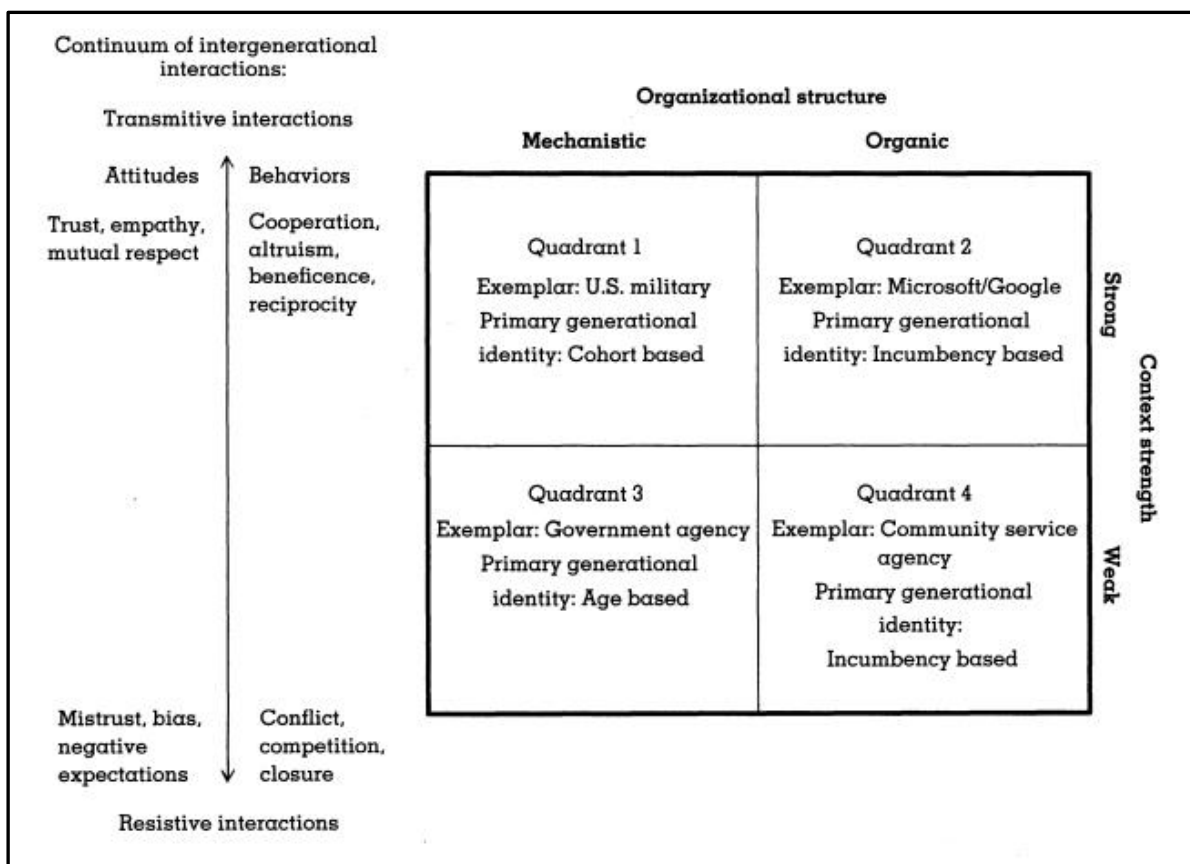 Continuum of intergenerational
interactions:
Transmitive interactions
Attitudes
Behaviors
Trust, empathy,
mutual respect
Cooperation,
altruism,
beneficence,
reciprocity
Mistrust, bias,
negative
expectations
Conflict,
competition,
closure
Resistive interactions
Organizational structure
Mechanistic
Organic
Quadrant 1
Exemplar: U.S. military
Primary generational
identity: Cohort based
Quadrant 2
Exemplar: Microsoft/Google
Primary generational
identity: Incumbency based
Strong
Quadrant 3
Exemplar: Government agency
Primary generational
identity: Age based
Quadrant 4
Exemplar: Community service
agency
Primary generational
identity:
Incumbency based
Weak
Context strength